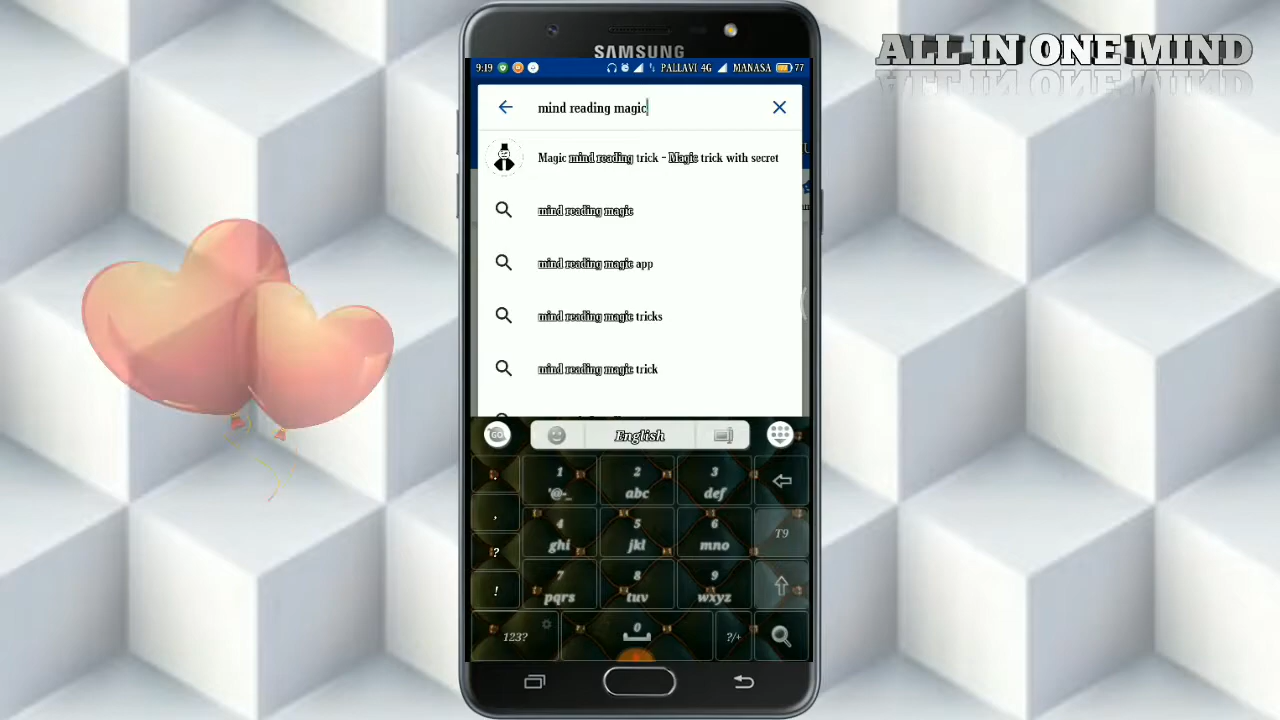 ALL IN ONE MIND
SAMSUNG
9:19 PALLAVI 4G MANASA 77
mind reading magic
Magic mind reading trick - Magic trick with secret
mind reading magic
mind reading magic app
mind reading magic tricks
mind reading magic trick
GO English
. 1 2 3
'@-_ abc def
, 4 5 6 T9
ghi jkl mno
? 7 8 9
! pqrs tuv wxyz
123? 0 ?/+